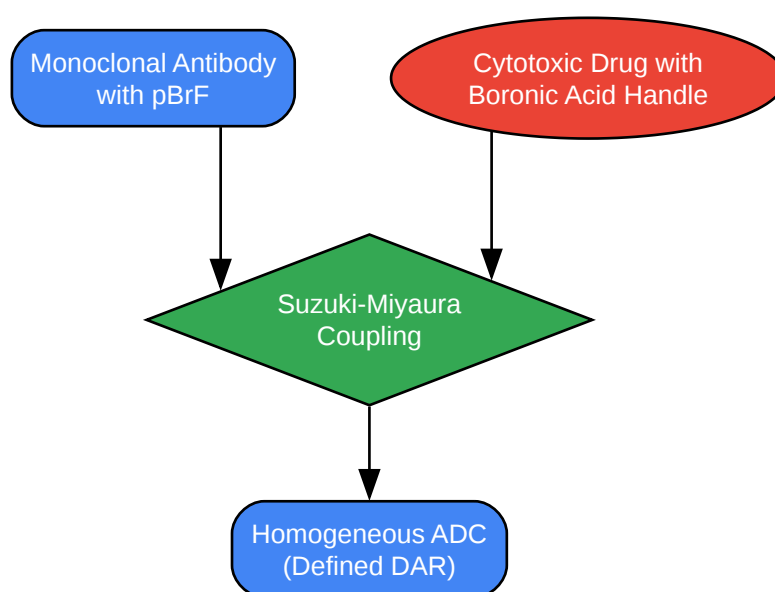 Monoclonal Antibody
with pBrF
Cytotoxic Drug with
Boronic Acid Handle
Suzuki-Miyaura
Coupling
Homogeneous ADC
(Defined DAR)